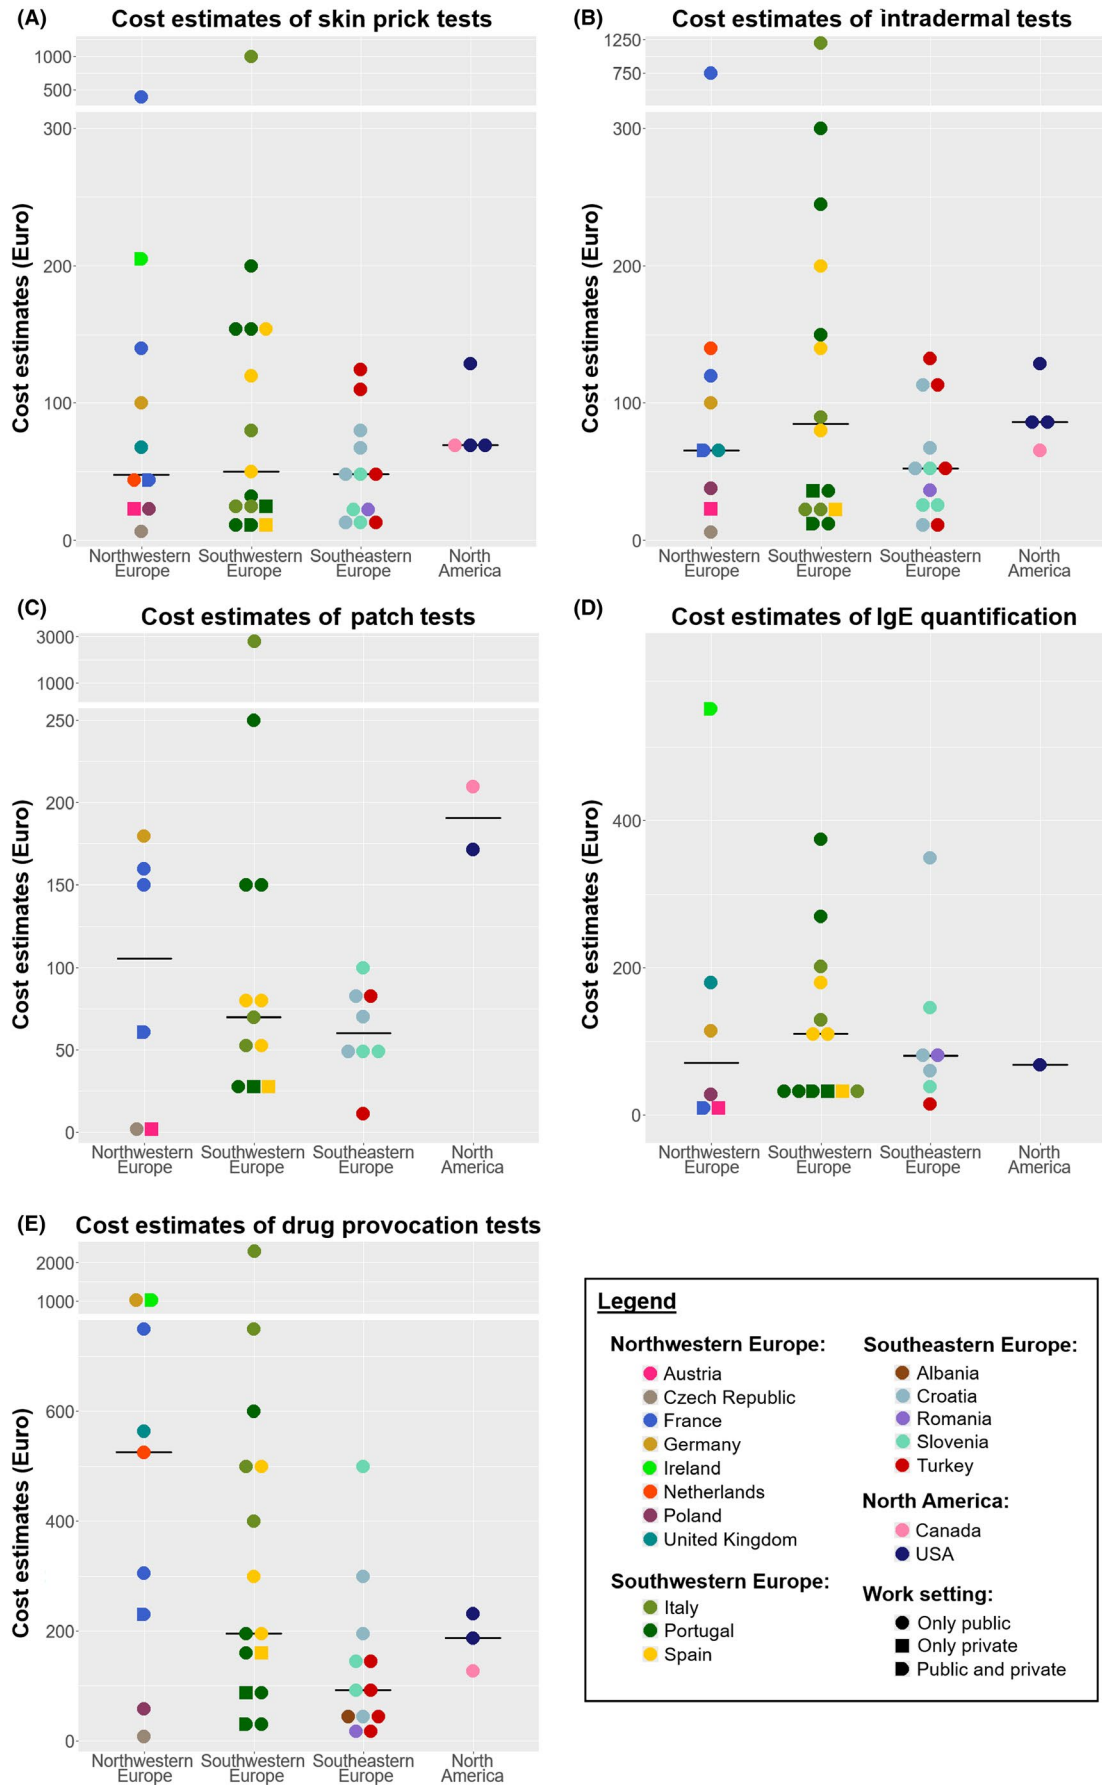 (A) Cost estimates of skin prick tests
1000
500
300
200
100
0
Cost estimates (Euro)
Northwestern Europe
Southwestern Europe
Southeastern Europe
North America
(B) Cost estimates of intradermal tests
1250
750
300
200
100
0
Cost estimates (Euro)
Northwestern Europe
Southwestern Europe
Southeastern Europe
North America
(C) Cost estimates of patch tests
3000
1000
250
200
150
100
50
0
Cost estimates (Euro)
Northwestern Europe
Southwestern Europe
Southeastern Europe
North America
(D) Cost estimates of IgE quantification
400
200
0
Cost estimates (Euro)
Northwestern Europe
Southwestern Europe
Southeastern Europe
North America
(E) Cost estimates of drug provocation tests
2000
1000
600
400
200
0
Cost estimates (Euro)
Northwestern Europe
Southwestern Europe
Southeastern Europe
North America
Legend
Northwestern Europe:
Austria
Czech Republic
France
Germany
Ireland
Netherlands
Poland
United Kingdom
Southwestern Europe:
Italy
Portugal
Spain
Southeastern Europe:
Albania
Croatia
Romania
Slovenia
Turkey
North America:
Canada
USA
Work setting:
Only public
Only private
Public and private